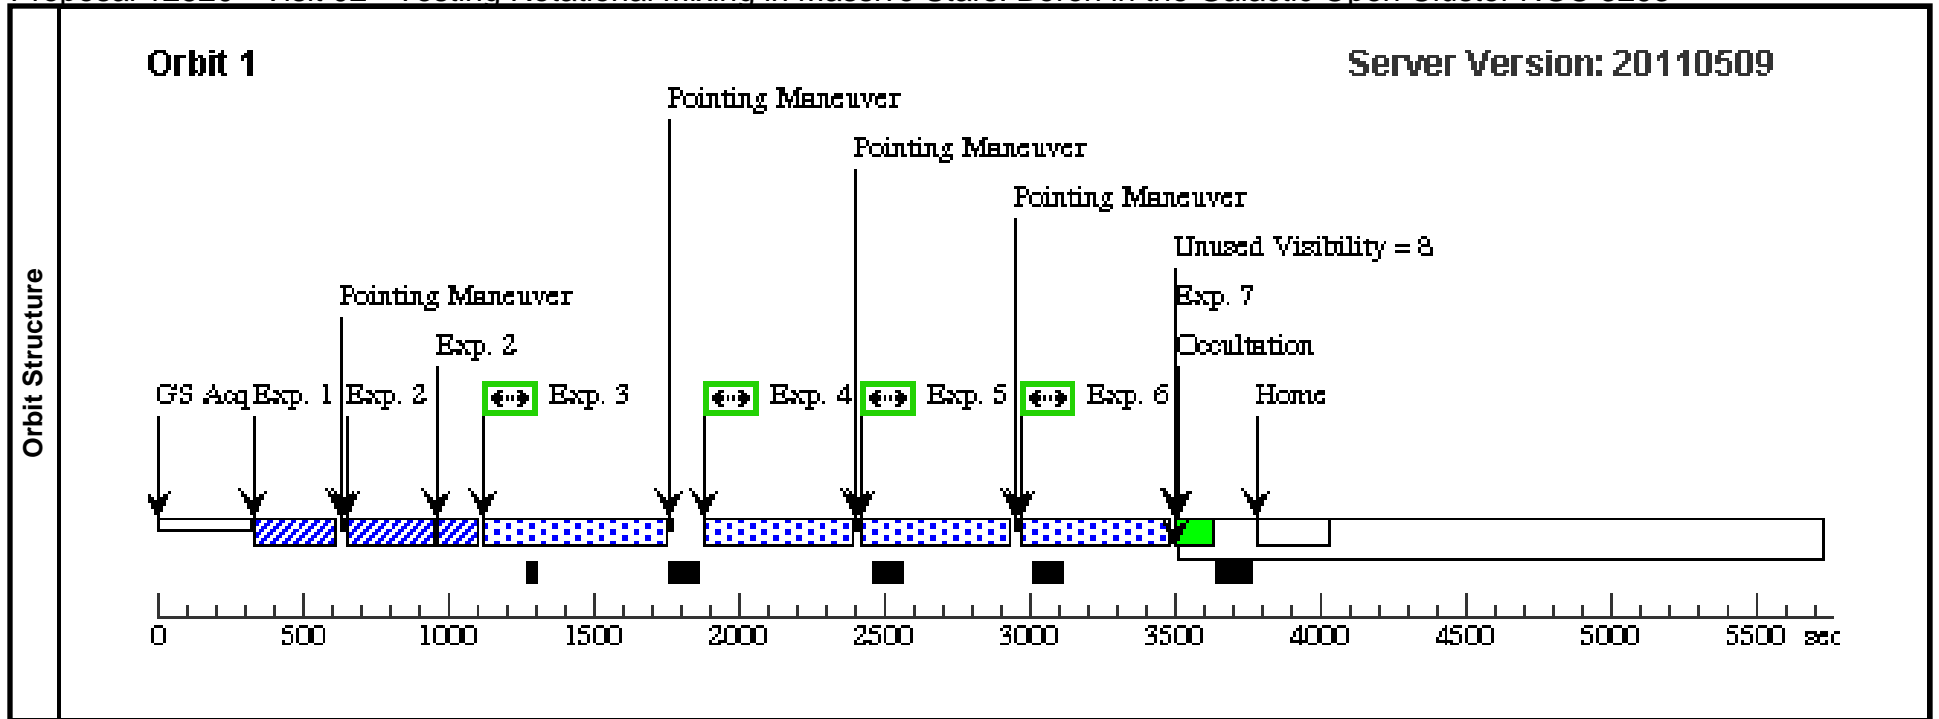 Orbit Structure
Orbit 1
Server Version: 20110509
Pointing Maneuver
Pointing Maneuver
Pointing Maneuver
Unused Visibility = 8
Pointing Maneuver
Exp. 7
Exp. 2
Occultation
GS Acq Exp. 1 Exp. 2 Exp. 3 Exp. 4 Exp. 5 Exp. 6 Home
0 500 1000 1500 2000 2500 3000 3500 4000 4500 5000 5500 sec